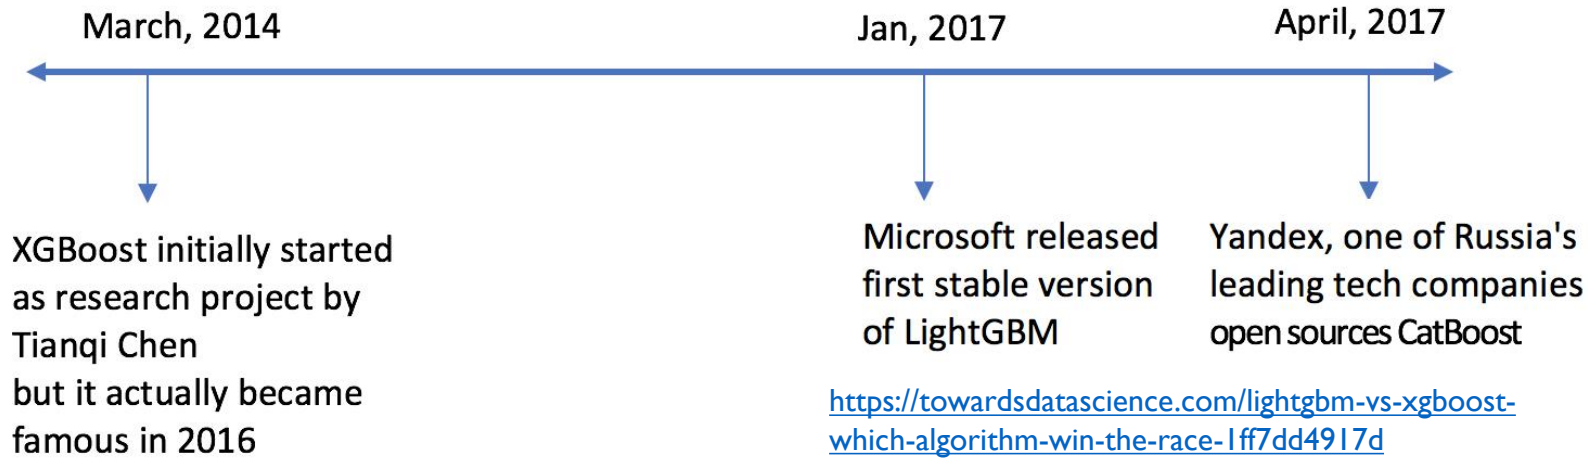 March, 2014
Jan, 2017
April, 2017
XGBoost initially started
as research project by
Tianqi Chen
but it actually became
famous in 2016
Microsoft released
first stable version
of LightGBM
Yandex, one of Russia's
leading tech companies
open sources CatBoost
https://towardsdatascience.com/lightgbm-vs-xgboost-
which-algorithm-win-the-race-1ff7dd4917d